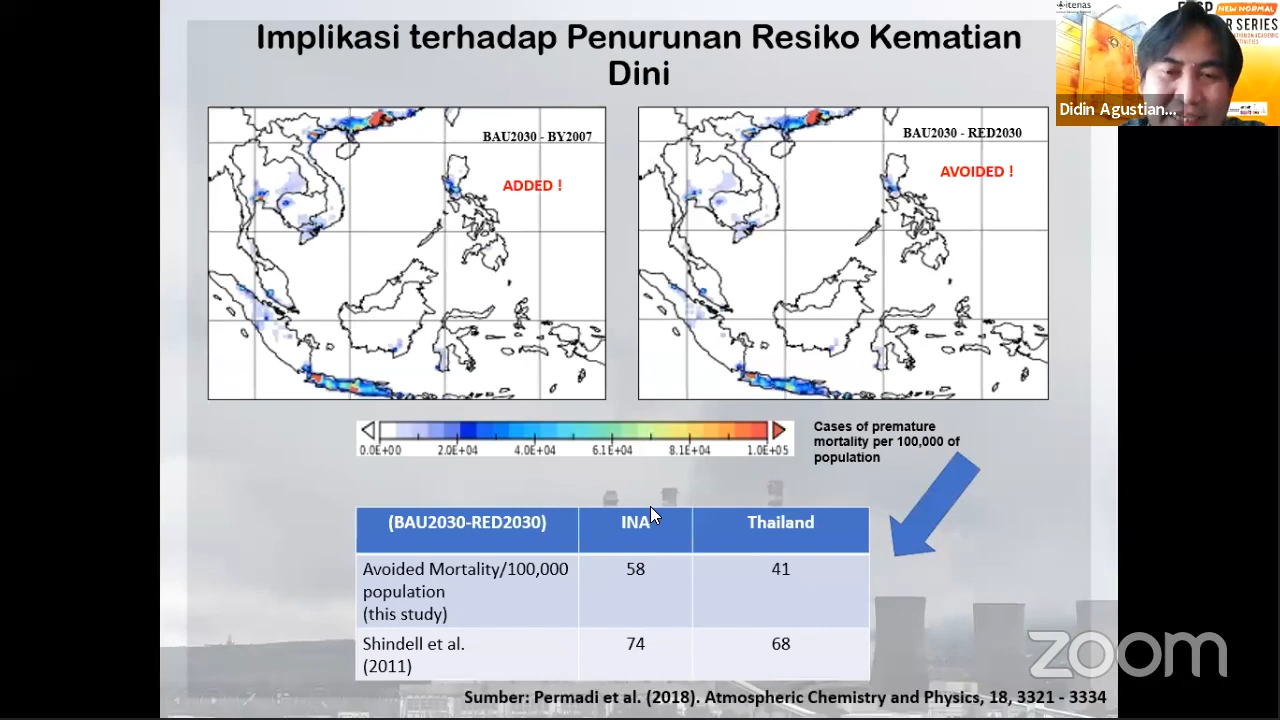 Implikasi terhadap Penurunan Resiko Kematian
Dini
BAU2030 - BY2007
ADDED !
BAU2030 - RED2030
AVOIDED !
0.0E+00 2.0E+04 4.0E+04 6.1E+04 8.1E+04 1.0E+05
Cases of premature
mortality per 100,000 of
population
(BAU2030-RED2030) INA Thailand
Avoided Mortality/100,000 58 41
population
(this study)
Shindell et al. 74 68
(2011)
Sumber: Permadi et al. (2018). Atmospheric Chemistry and Physics, 18, 3321 - 3334
itenas
NEW NORMAL
SERIES
Didin Agustian...
zoom